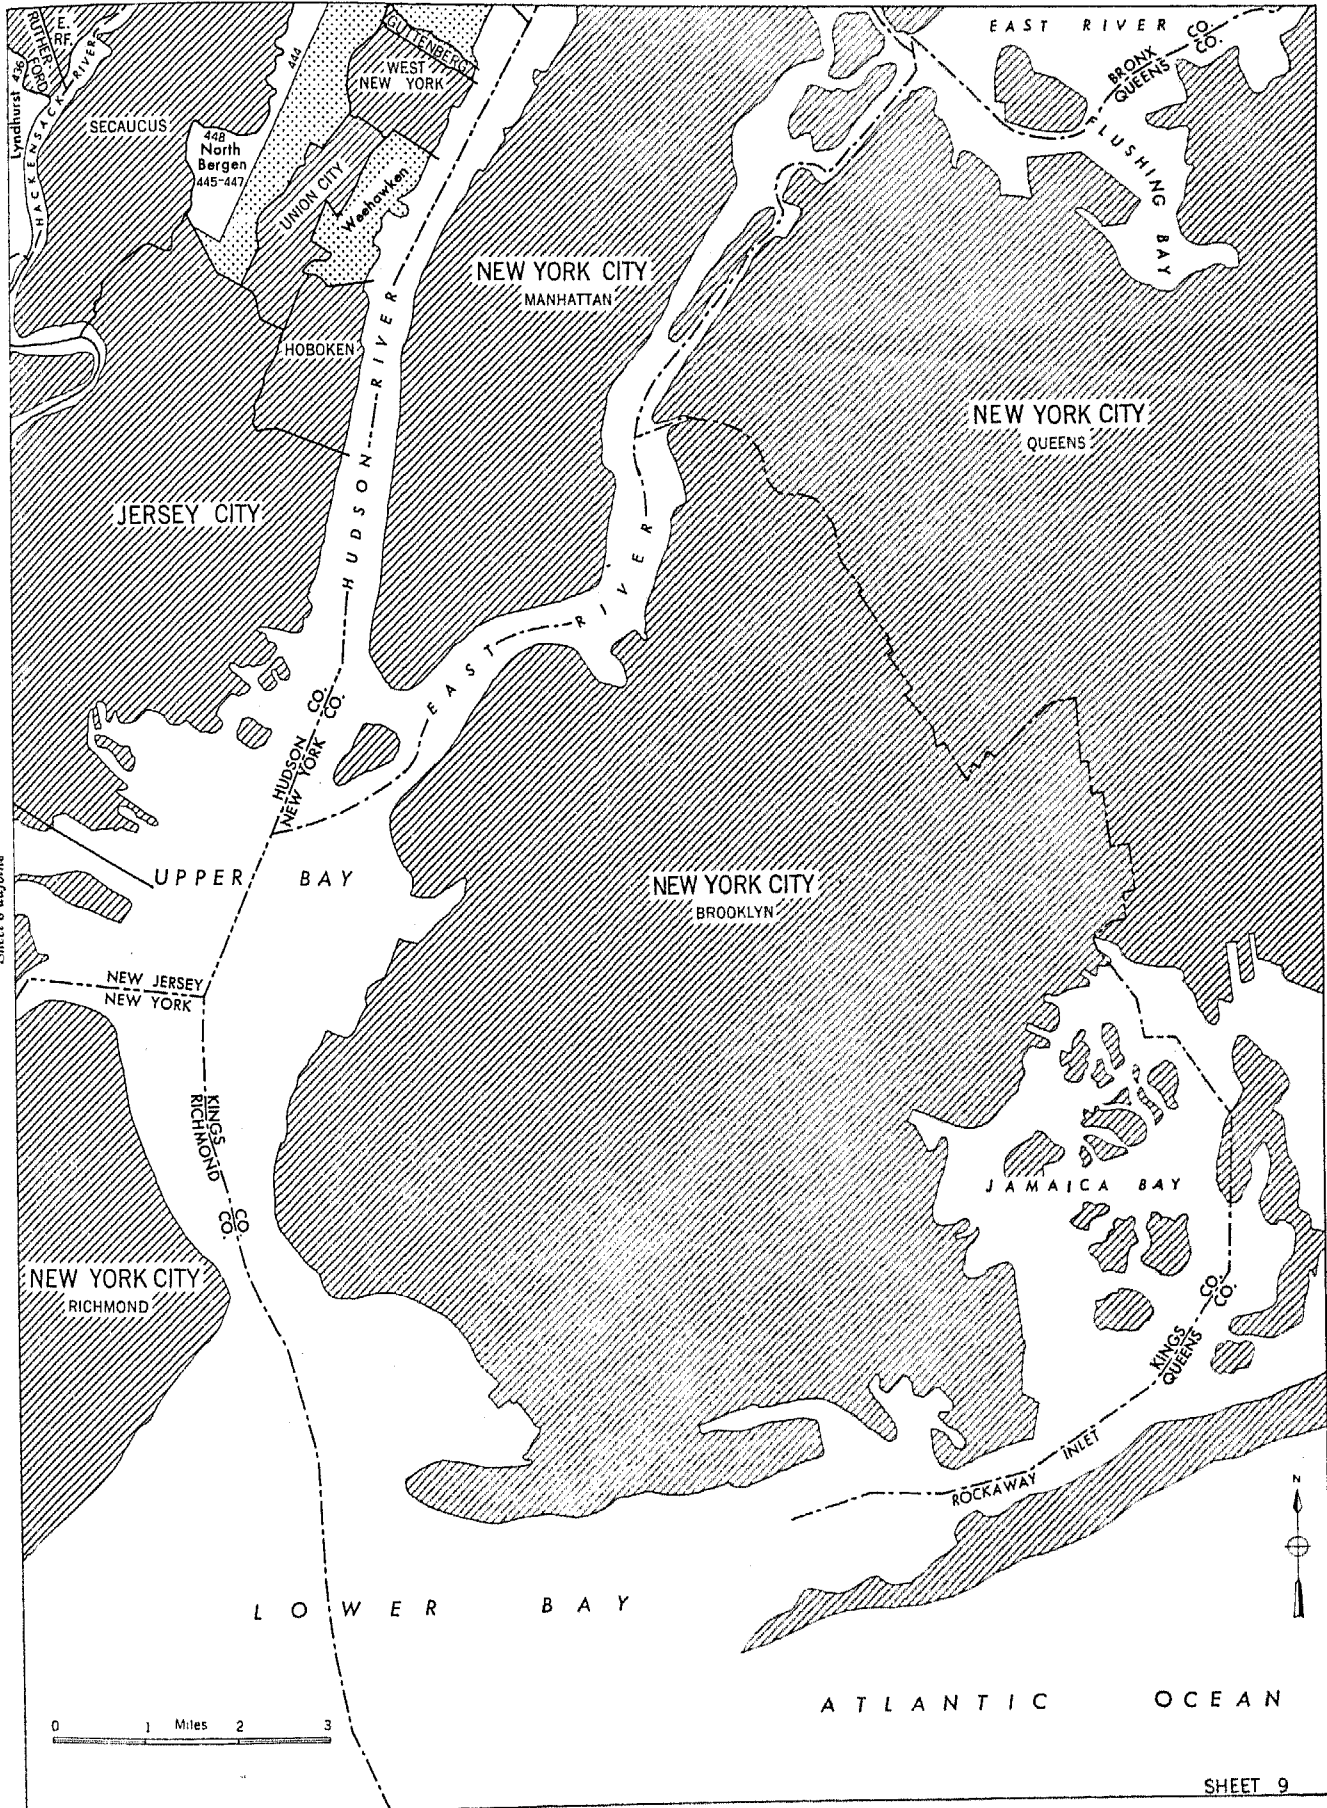 EAST RIVER
BRONX CO.
QUEENS CO.
E.
RF.
RUTHER
FORD
Lyndhurst 436
HACKENSACK RIVER
SECAUCUS
444
GUTTENBERG
WEST
NEW YORK
448
North
Bergen
445-447
UNION CITY
Weehawken
FLUSHING BAY
NEW YORK CITY
MANHATTAN
HOBOKEN
HUDSON RIVER
NEW YORK CITY
QUEENS
JERSEY CITY
EAST RIVER
HUDSON CO.
NEW YORK CO.
UPPER BAY
NEW YORK CITY
BROOKLYN
NEW JERSEY
NEW YORK
KINGS CO.
RICHMOND CO.
JAMAICA BAY
NEW YORK CITY
RICHMOND
KINGS CO.
QUEENS CO.
ROCKAWAY INLET
N
LOWER BAY
ATLANTIC OCEAN
0 1 Miles 2 3
SHEET 9